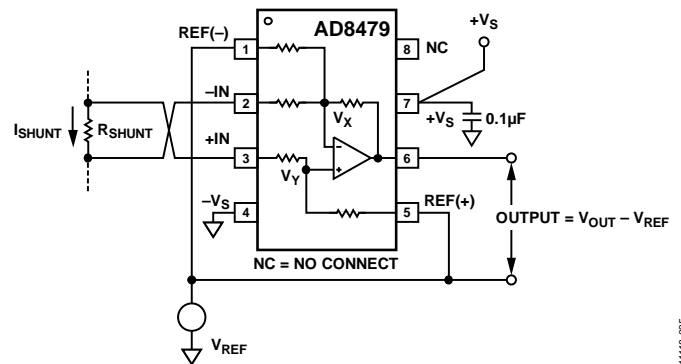 AD8479
+VS
REF(–)
1
8
NC
–IN
2
7
VX
+VS
0.1µF
ISHUNT
RSHUNT
+IN
3
6
VY
–VS
4
5
REF(+)
OUTPUT = VOUT – VREF
NC = NO CONNECT
VREF